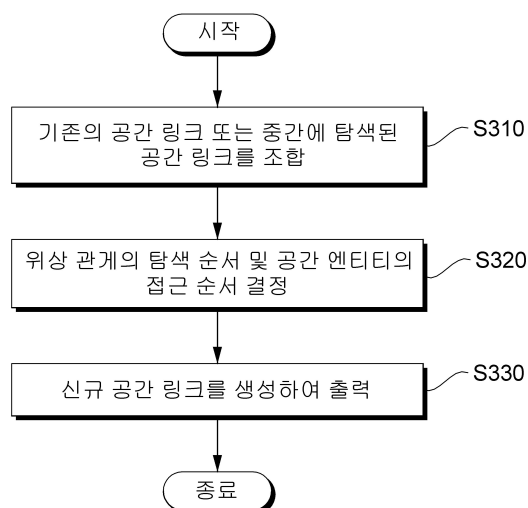 시작
기존의 공간 링크 또는 중간에 탐색된
공간 링크를 조합
S310
위상 관게의 탐색 순서 및 공간 엔티티의
접근 순서 결정
S320
신규 공간 링크를 생성하여 출력
S330
종료